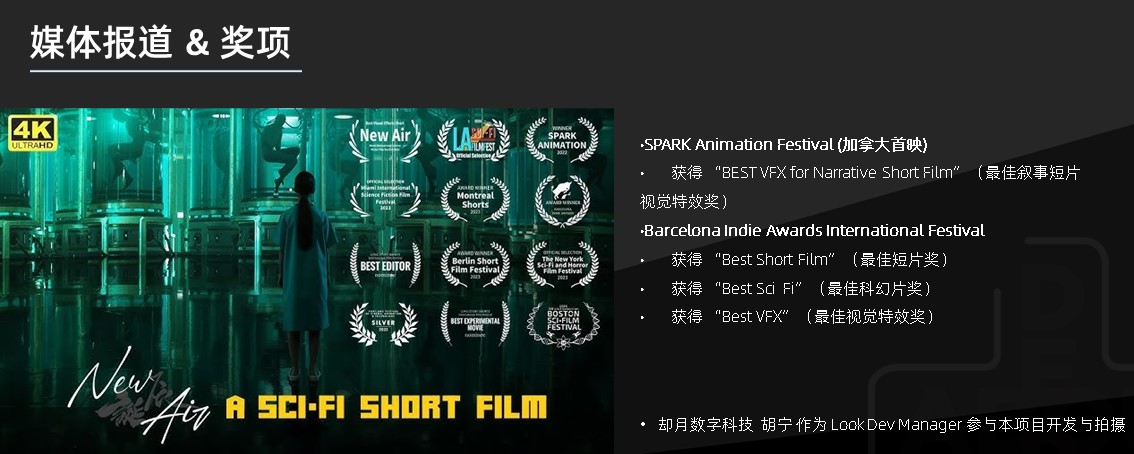 媒体报道 & 奖项
4K
ULTRA HD
New Air
LA SCI-FI
FILMFEST
Official Selection
WINNER
SPARK
ANIMATION
2023
OFFICIAL SELECTION
Miami International
Science Fiction Film
Festival
2023
AWARD WINNER
Montreal
Shorts
2023
AWARD WINNER
BEST EDITOR
AWARD WINNER
Berlin Short
Film Festival
2023
OFFICIAL SELECTION
The New York
Sci-Fi and Horror
Film Festival
2023
SILVER
2023
BEST EXPERIMENTAL
MOVIE
BOSTON
SCI-FILM
FESTIVAL
New
Air
A SCI-FI SHORT FILM
•SPARK Animation Festival (加拿大首映)
• 获得 “BEST VFX for Narrative Short Film” (最佳叙事短片
视觉特效奖)
•Barcelona Indie Awards International Festival
• 获得 “Best Short Film” (最佳短片奖)
• 获得 “Best Sci Fi” (最佳科幻片奖)
• 获得 “Best VFX” (最佳视觉特效奖)
• 却月数字科技 胡宁 作为 Look Dev Manager 参与本项目开发与拍摄